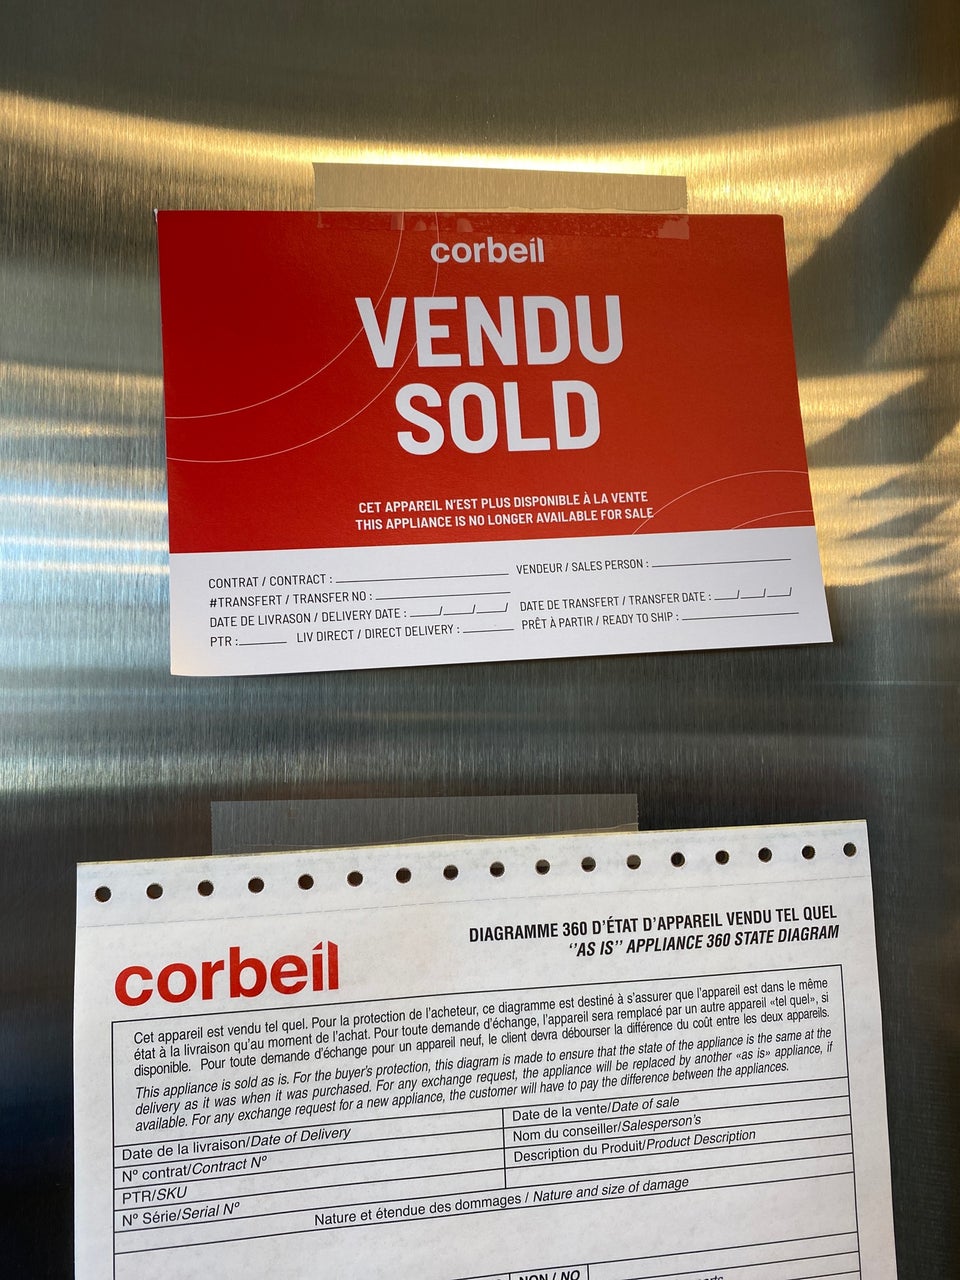 corbeil
VENDU
SOLD
CET APPAREIL N'EST PLUS DISPONIBLE À LA VENTE
THIS APPLIANCE IS NO LONGER AVAILABLE FOR SALE
CONTRAT / CONTRACT :
VENDEUR / SALES PERSON :
#TRANSFERT / TRANSFER NO :
DATE DE LIVRASON / DELIVERY DATE : __/__/__
DATE DE TRANSFERT / TRANSFER DATE : __/__/__
PTR :
LIV DIRECT / DIRECT DELIVERY :
PRÊT À PARTIR / READY TO SHIP :
corbeil
DIAGRAMME 360 D'ÉTAT D'APPAREIL VENDU TEL QUEL
‘’AS IS’’ APPLIANCE 360 STATE DIAGRAM
Cet appareil est vendu tel quel. Pour la protection de l'acheteur, ce diagramme est destiné à s'assurer que l'appareil est dans le même
état à la livraison qu'au moment de l'achat. Pour toute demande d'échange, l'appareil sera remplacé par un autre appareil «tel quel», si
disponible. Pour toute demande d'échange pour un appareil neuf, le client devra débourser la différence du coût entre les deux appareils.
This appliance is sold as is. For the buyer's protection, this diagram is made to ensure that the state of the appliance is the same at the
delivery as it was when it was purchased. For any exchange request, the appliance will be replaced by another «as is» appliance, if
available. For any exchange request for a new appliance, the customer will have to pay the difference between the appliances.
Date de la livraison/Date of Delivery
Date de la vente/Date of sale
Nº contrat/Contract Nº
Nom du conseiller/Salesperson's
PTR/SKU
Description du Produit/Product Description
Nº Série/Serial Nº
Nature et étendue des dommages / Nature and size of damage
NON / NO